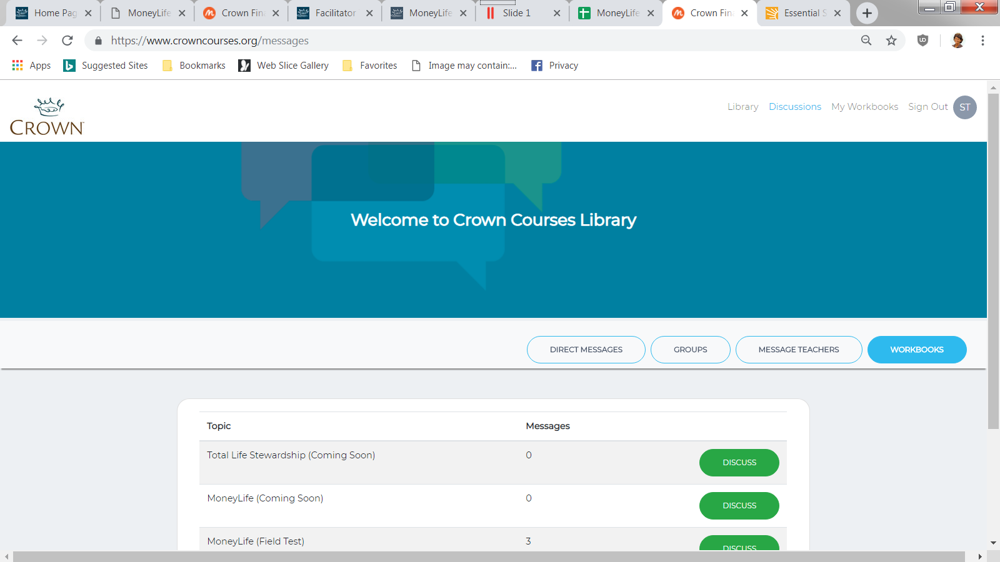 Home Pag
MoneyLife
Crown Fina
Facilitator
MoneyLife
Slide 1
MoneyLife
Crown Fina
Essential S
https://www.crowncourses.org/messages
Apps
Suggested Sites
Bookmarks
Web Slice Gallery
Favorites
Image may contain:...
Privacy
CROWN
Library
Discussions
My Workbooks
Sign Out
ST
Welcome to Crown Courses Library
DIRECT MESSAGES
GROUPS
MESSAGE TEACHERS
WORKBOOKS
Topic Messages
Total Life Stewardship (Coming Soon) 0 DISCUSS
MoneyLife (Coming Soon) 0 DISCUSS
MoneyLife (Field Test) 3 DISCUSS